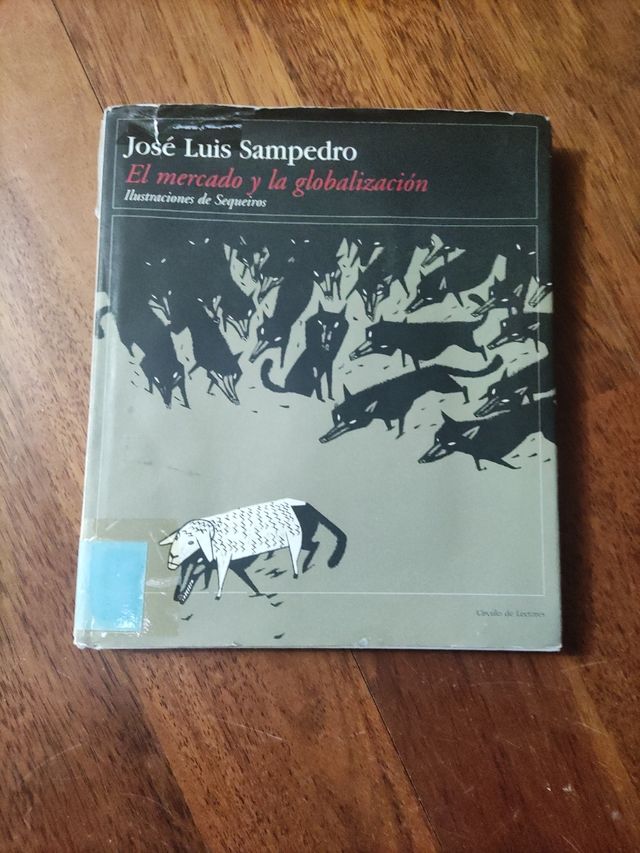 José Luis Sampedro
El mercado y la globalización
Ilustraciones de Sequeiros
Círculo de Lectores